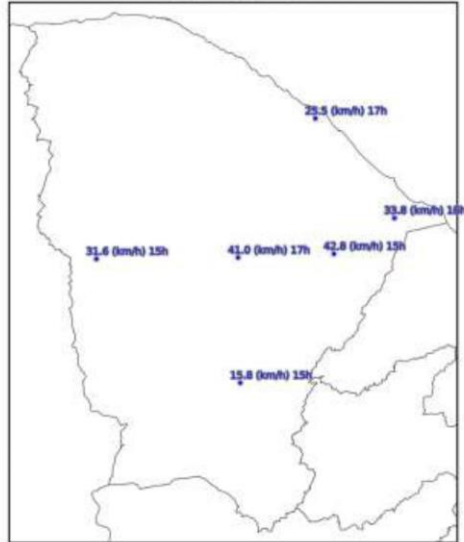 25.5 (km/h) 17h
33.8 (km/h) 16h
31.6 (km/h) 15h
41.0 (km/h) 17h
42.8 (km/h) 15h
15.8 (km/h) 15h